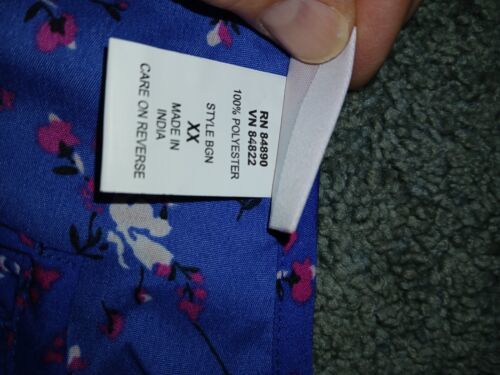 RN 84890
VN 84822
100% POLYESTER
STYLE BGN
XX
MADE IN
INDIA
CARE ON REVERSE